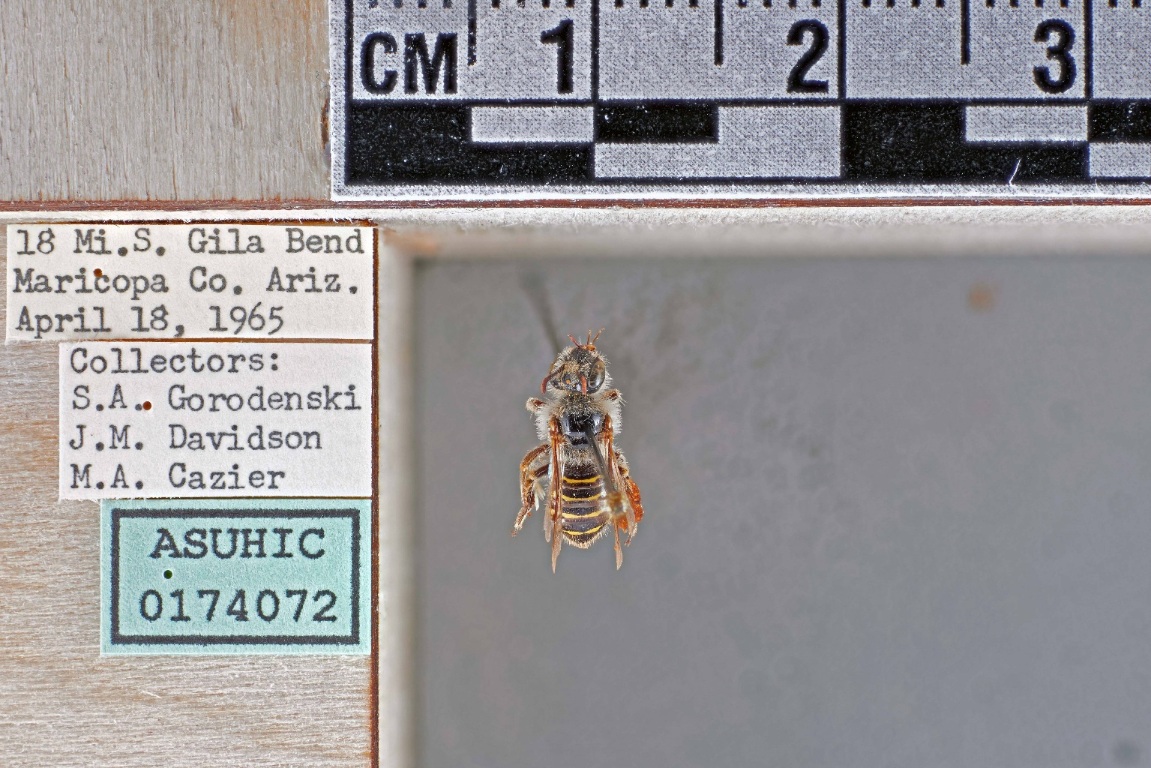 CM 1 2 3
18 Mi.S. Gila Bend
Maricopa Co. Ariz.
April 18, 1965
Collectors:
S.A. Gorodenski
J.M. Davidson
M.A. Cazier
ASUHIC
0174072